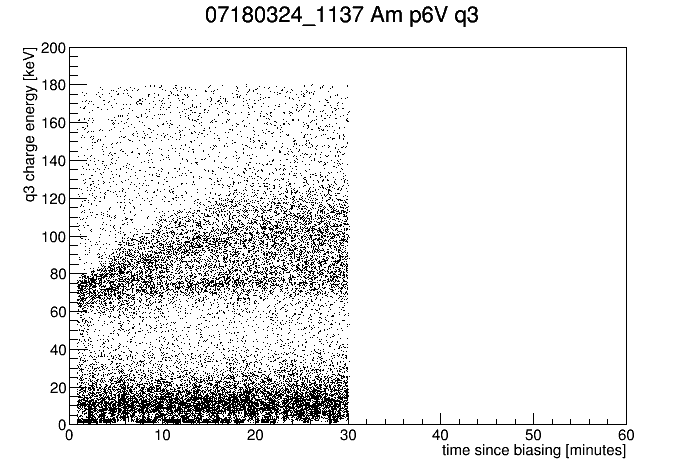 07180324_1137 Am p6V q3
q3 charge energy [keV]
200
180
160
140
120
100
80
60
40
20
0
0 10 20 30 40 50 60
time since biasing [minutes]